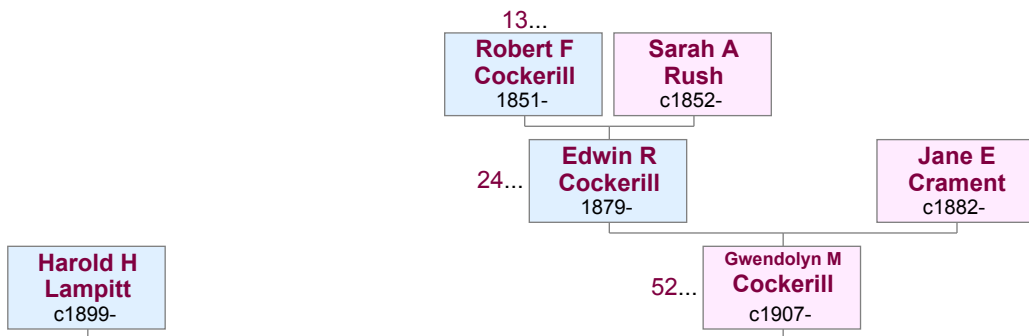 13...
Robert F
Cockerill
1851-
Sarah A
Rush
c1852-
24...
Edwin R
Cockerill
1879-
Jane E
Crament
c1882-
Harold H
Lampitt
c1899-
52...
Gwendolyn M
Cockerill
c1907-